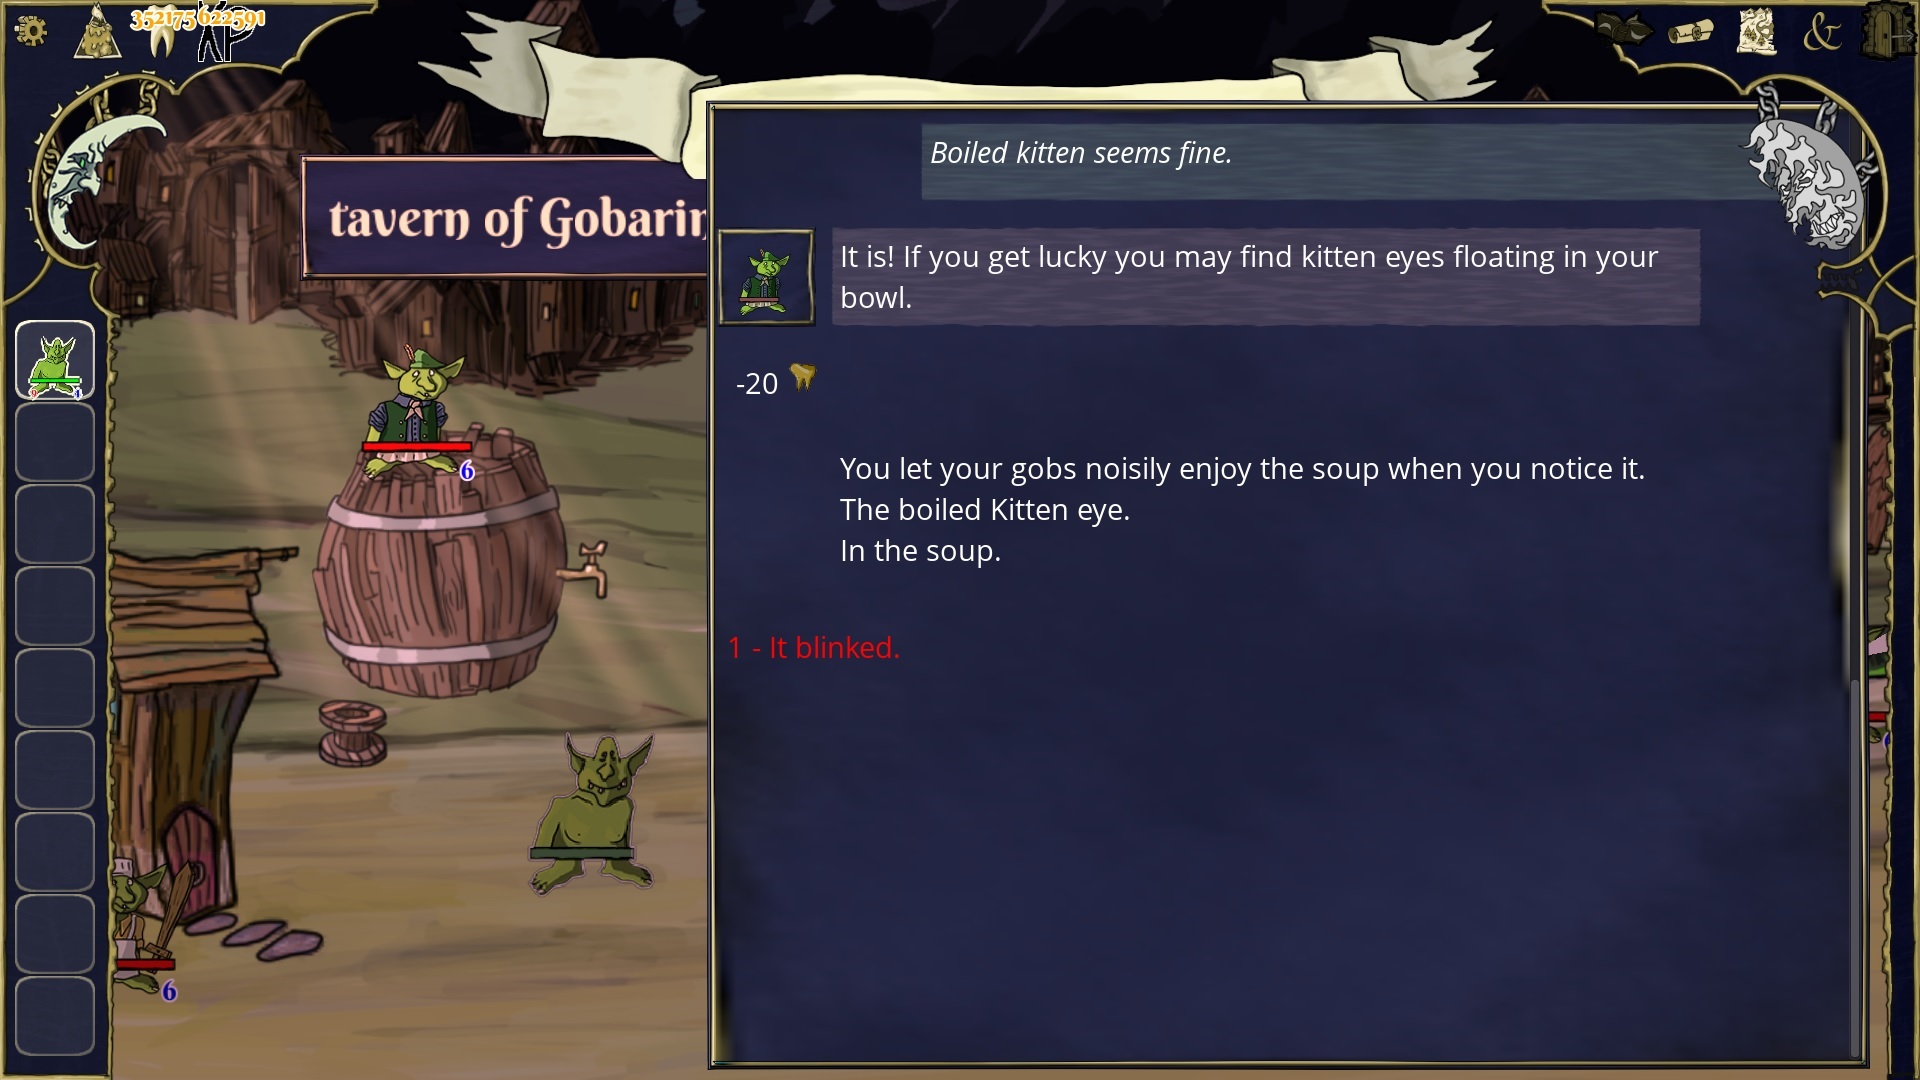 352175622591
XP
&
tavern of Gobarin
Boiled kitten seems fine.
It is! If you get lucky you may find kitten eyes floating in your
bowl.
-20
6
You let your gobs noisily enjoy the soup when you notice it.
The boiled Kitten eye.
In the soup.
1 - It blinked.
6